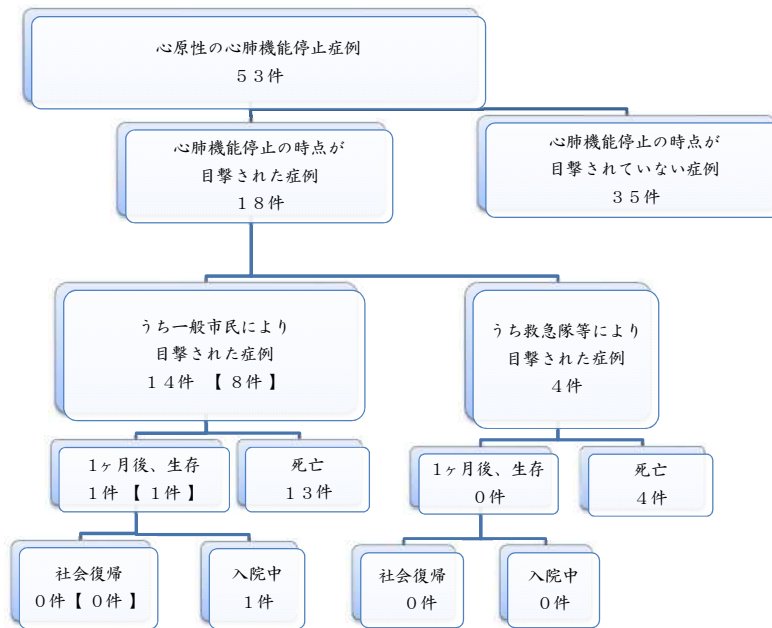 心原性の心肺機能停止症例
５３件
心肺機能停止の時点が
目撃された症例
１８件
心肺機能停止の時点が
目撃されていない症例
３５件
うち一般市民により
目撃された症例
１４件 【 ８件 】
うち救急隊等により
目撃された症例
４件
1ヶ月後、生存
１件 【 １件 】
死亡
１３件
1ヶ月後、生存
０件
死亡
４件
社会復帰
０件【 ０件 】
入院中
１件
社会復帰
０件
入院中
０件